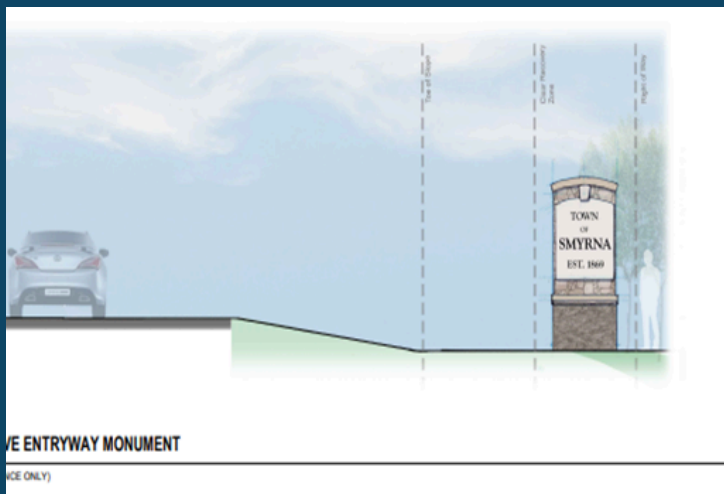 Toe of Slope
Clear Recovery
Zone
Right of Way
TOWN
OF
SMYRNA
EST. 1869
VE ENTRYWAY MONUMENT
NCE ONLY)